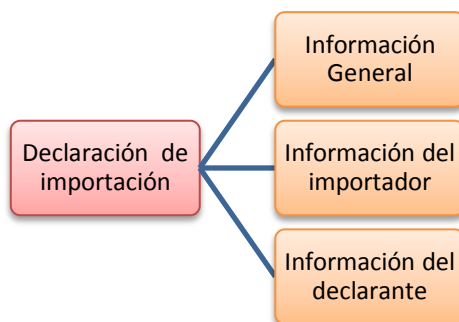 Información
General
Declaración de
importación
Información del
importador
Información del
declarante